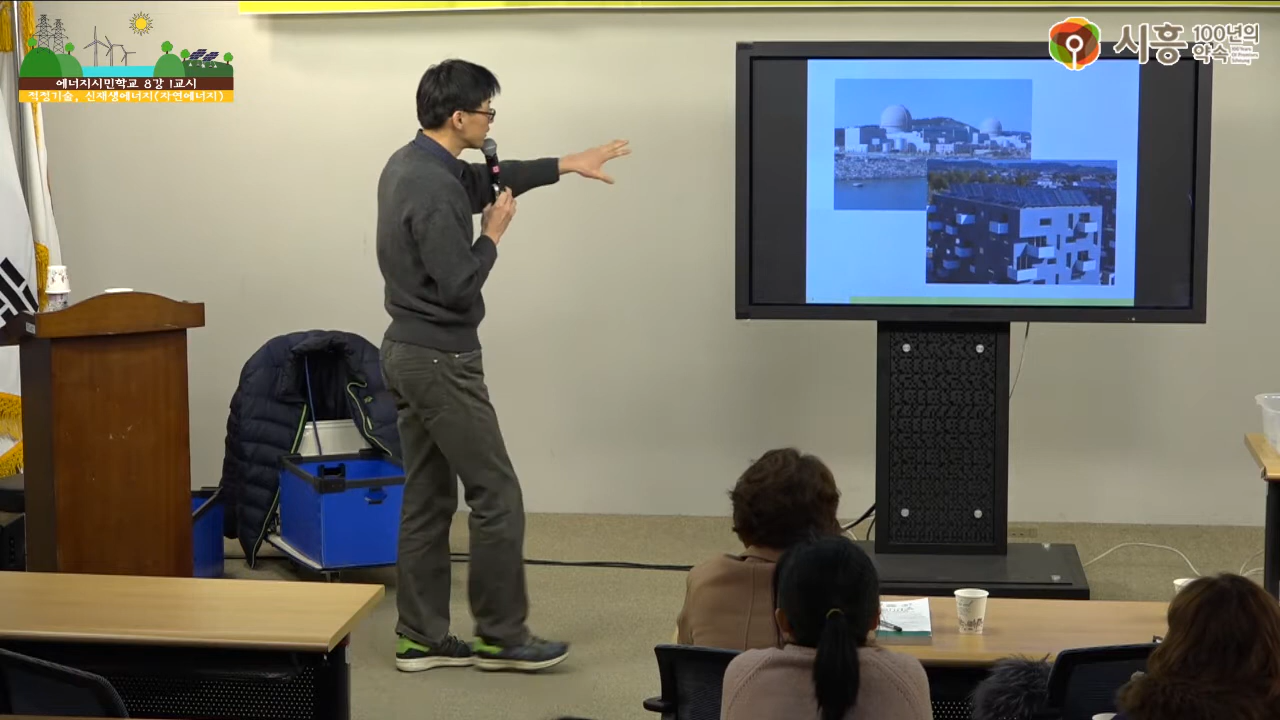 에너지시민학교 8강 1교시
적정기술, 신재생에너지(자연에너지)
시흥 100년의
약속